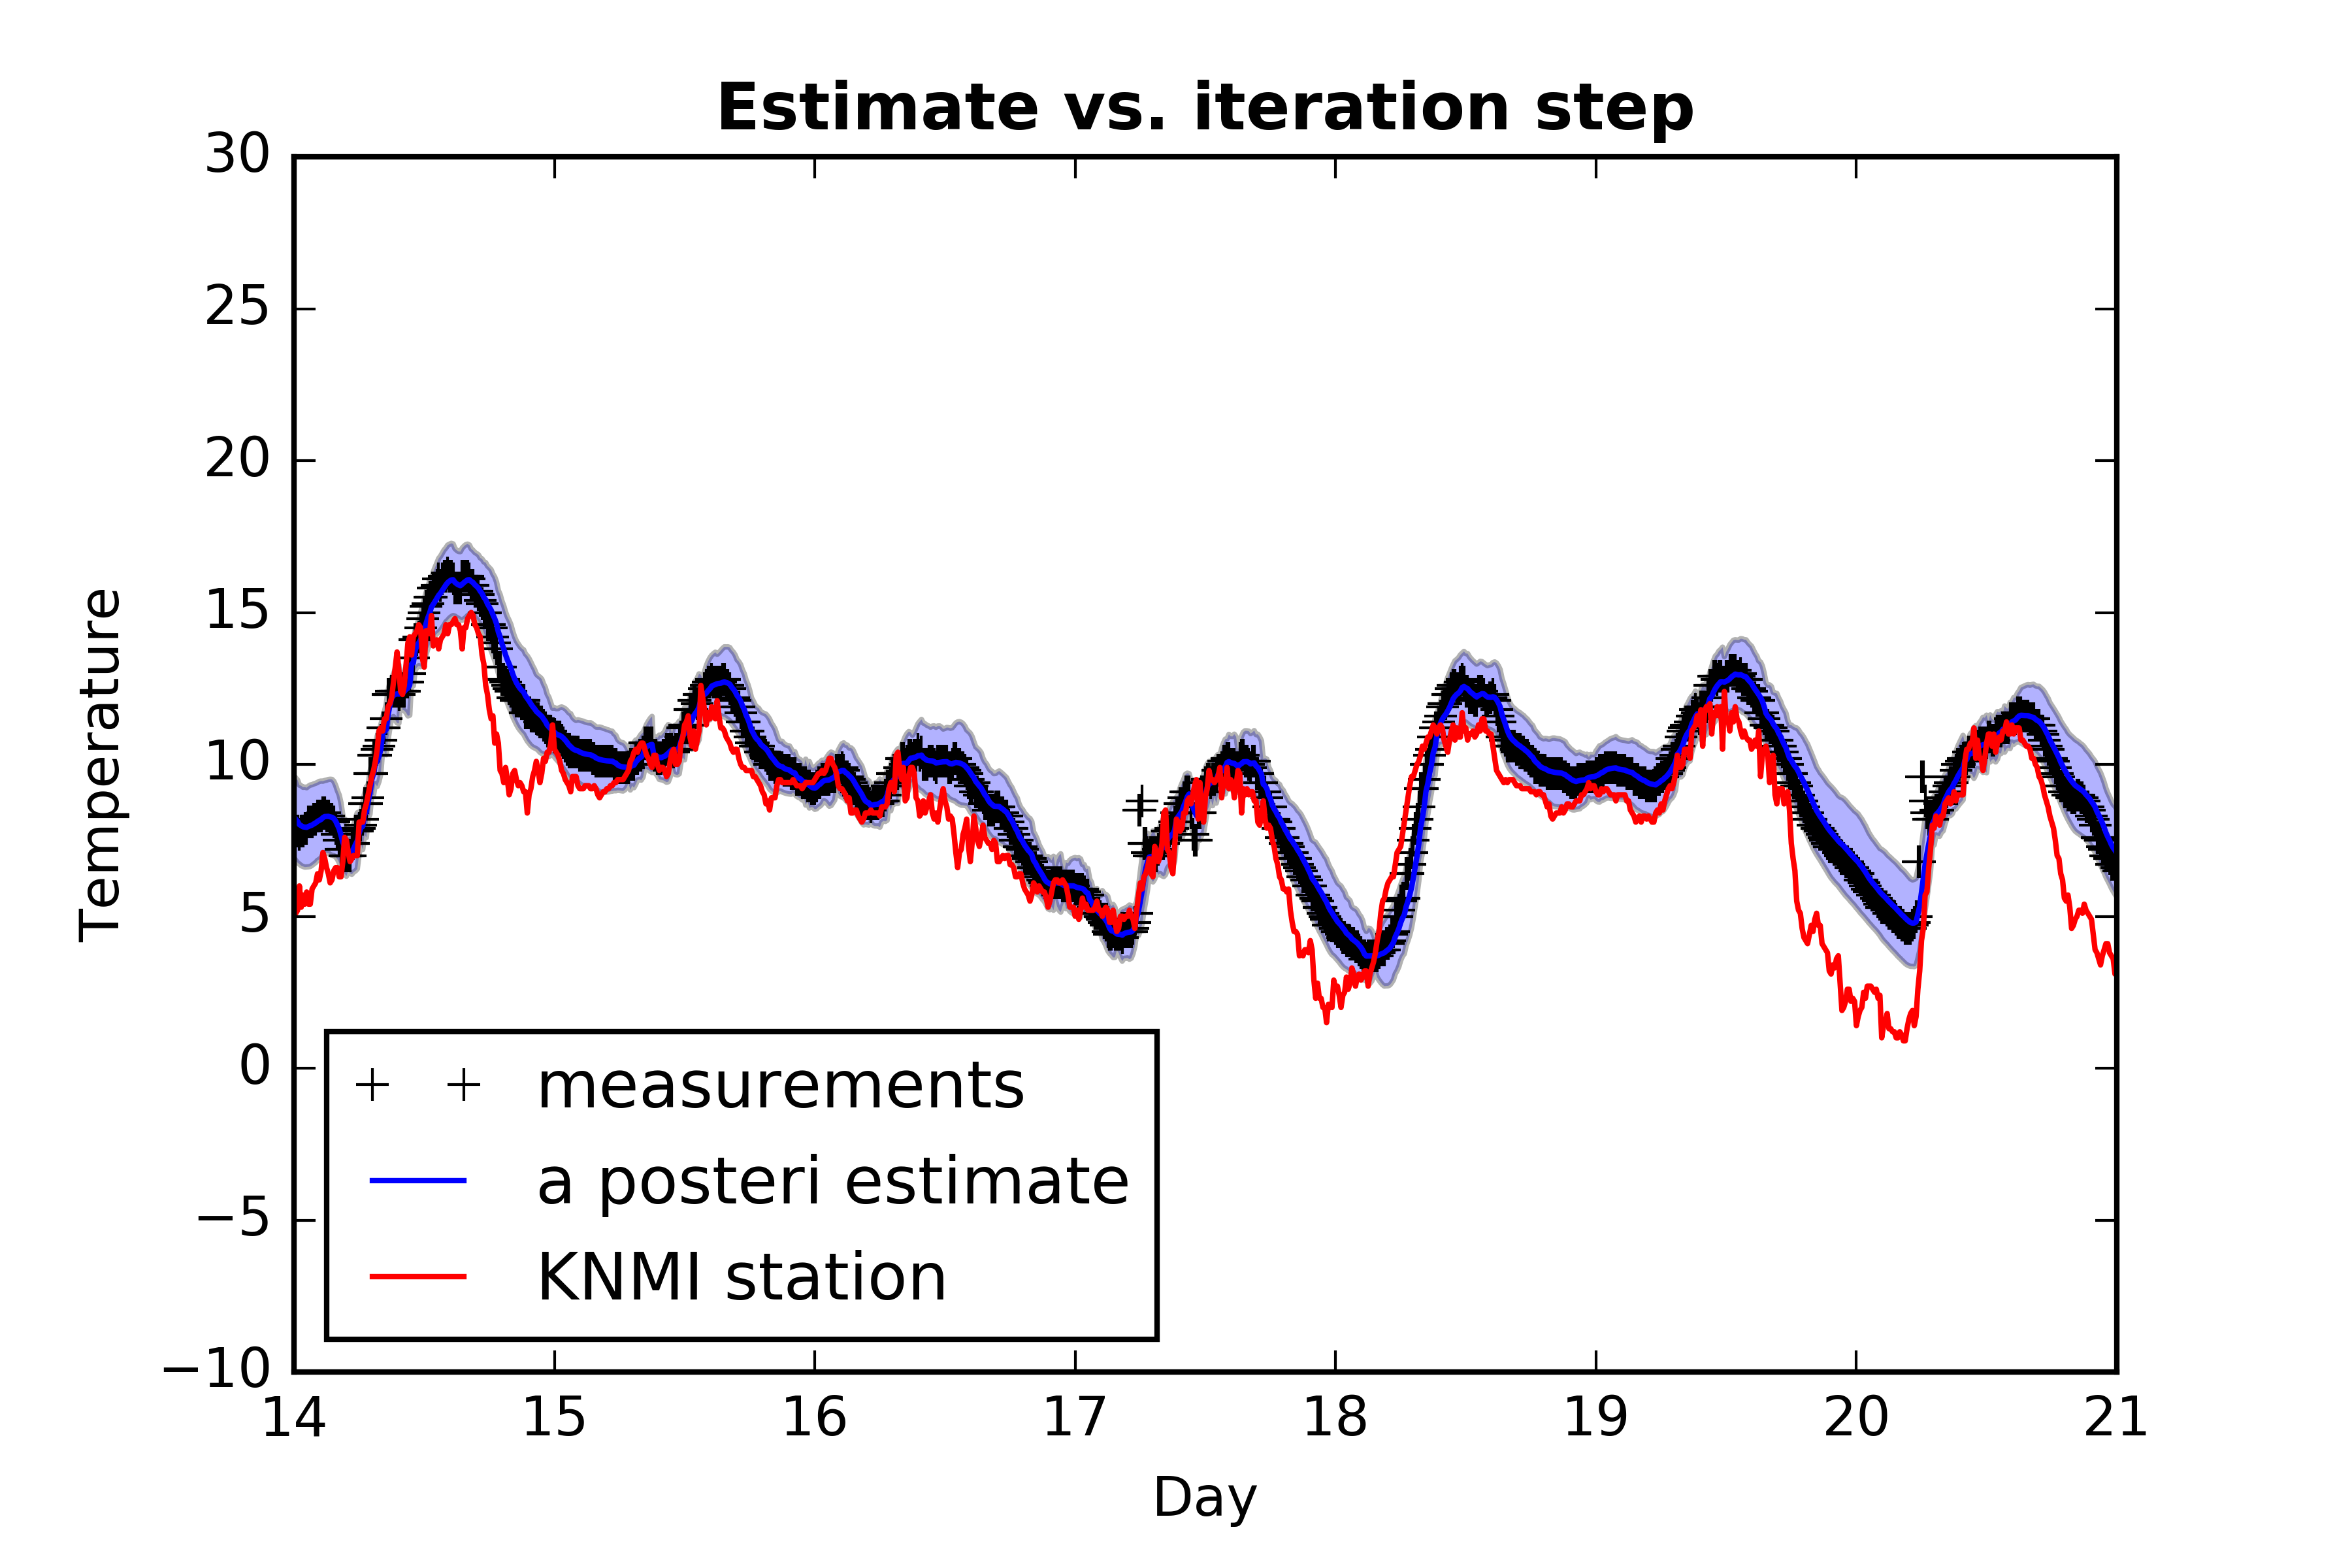 Estimate vs. iteration step
30
25
20
15
10
5
0
−5
−10
Temperature
measurements
a posteri estimate
KNMI station
14 15 16 17 18 19 20 21
Day